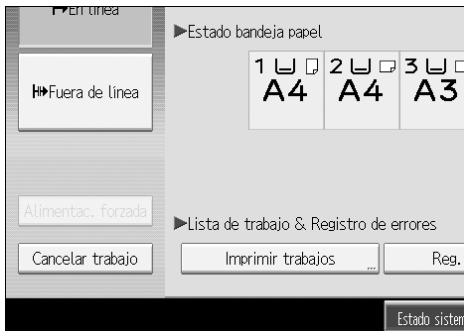 En línea
Fuera de línea
Alimentac. forzada
Cancelar trabajo
▶Estado bandeja papel
1 2 3
A4 A4 A3
▶Lista de trabajo & Registro de errores
Imprimir trabajos ...
Reg.
Estado sistem